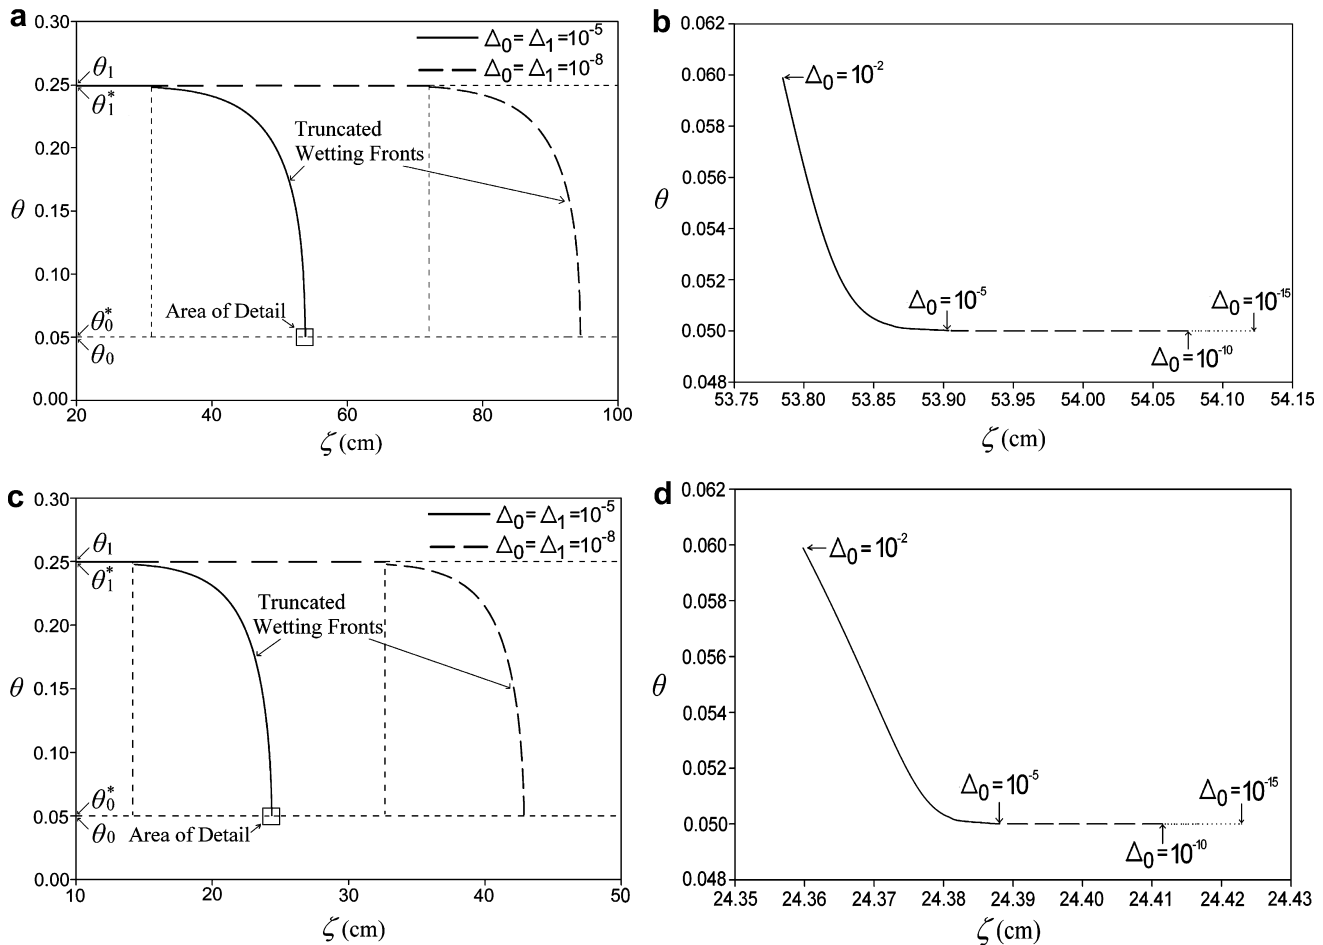 a
0.30
0.25
0.20
0.15
0.10
0.05
0.00
θ
θ₁
θ₁*
θ₀*
θ₀
Δ₀= Δ₁=10⁻⁵
Δ₀= Δ₁=10⁻⁸
Truncated
Wetting Fronts
Area of Detail
20 40 60 80 100
ζ (cm)
b
0.062
0.060
0.058
0.056
0.054
0.052
0.050
0.048
θ
Δ₀=10⁻²
Δ₀=10⁻⁵
Δ₀=10⁻¹⁵
Δ₀=10⁻¹⁰
53.75 53.80 53.85 53.90 53.95 54.00 54.05 54.10 54.15
ζ (cm)
c
0.30
0.25
0.20
0.15
0.10
0.05
0.00
θ
θ₁
θ₁*
θ₀*
θ₀
Δ₀= Δ₁=10⁻⁵
Δ₀= Δ₁=10⁻⁸
Truncated
Wetting Fronts
Area of Detail
10 20 30 40 50
ζ (cm)
d
0.062
0.060
0.058
0.056
0.054
0.052
0.050
0.048
θ
Δ₀=10⁻²
Δ₀=10⁻⁵
Δ₀=10⁻¹⁵
Δ₀=10⁻¹⁰
24.35 24.36 24.37 24.38 24.39 24.40 24.41 24.42 24.43
ζ (cm)